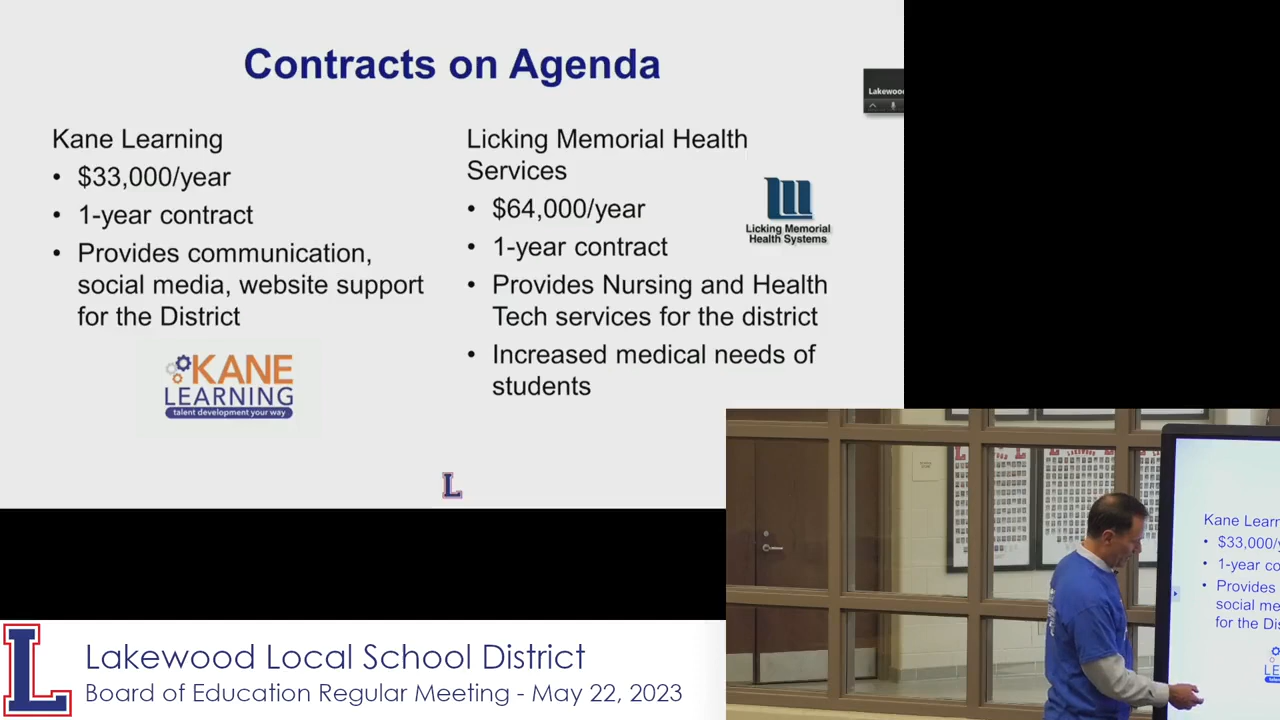 Contracts on Agenda
Lakewood
Kane Learning
• $33,000/year
• 1-year contract
• Provides communication,
social media, website support
for the District
KANE
LEARNING
talent development your way
Licking Memorial Health
Services
• $64,000/year
• 1-year contract
• Provides Nursing and Health
Tech services for the district
• Increased medical needs of
students
Licking Memorial
Health Systems
L
Kane Learn
• $33,000/y
• 1-year co
• Provides
social me
for the Dis
LE
L
Lakewood Local School District
Board of Education Regular Meeting - May 22, 2023